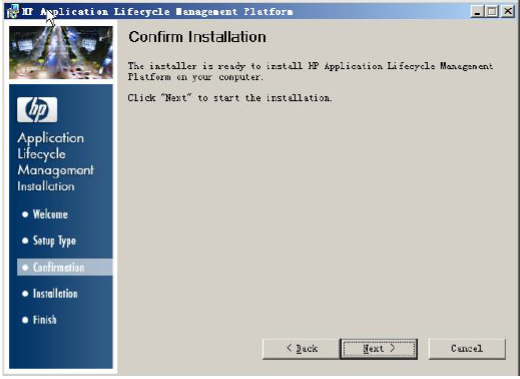 HP Application Lifecycle Management Platform
Confirm Installation
The installer is ready to install HP Application Lifecycle Management
Platform on your computer.
Click "Next" to start the installation.
hp
Application
Lifecycle
Management
Installation
Welcome
Setup Type
Confirmation
Installation
Finish
< Back
Next >
Cancel